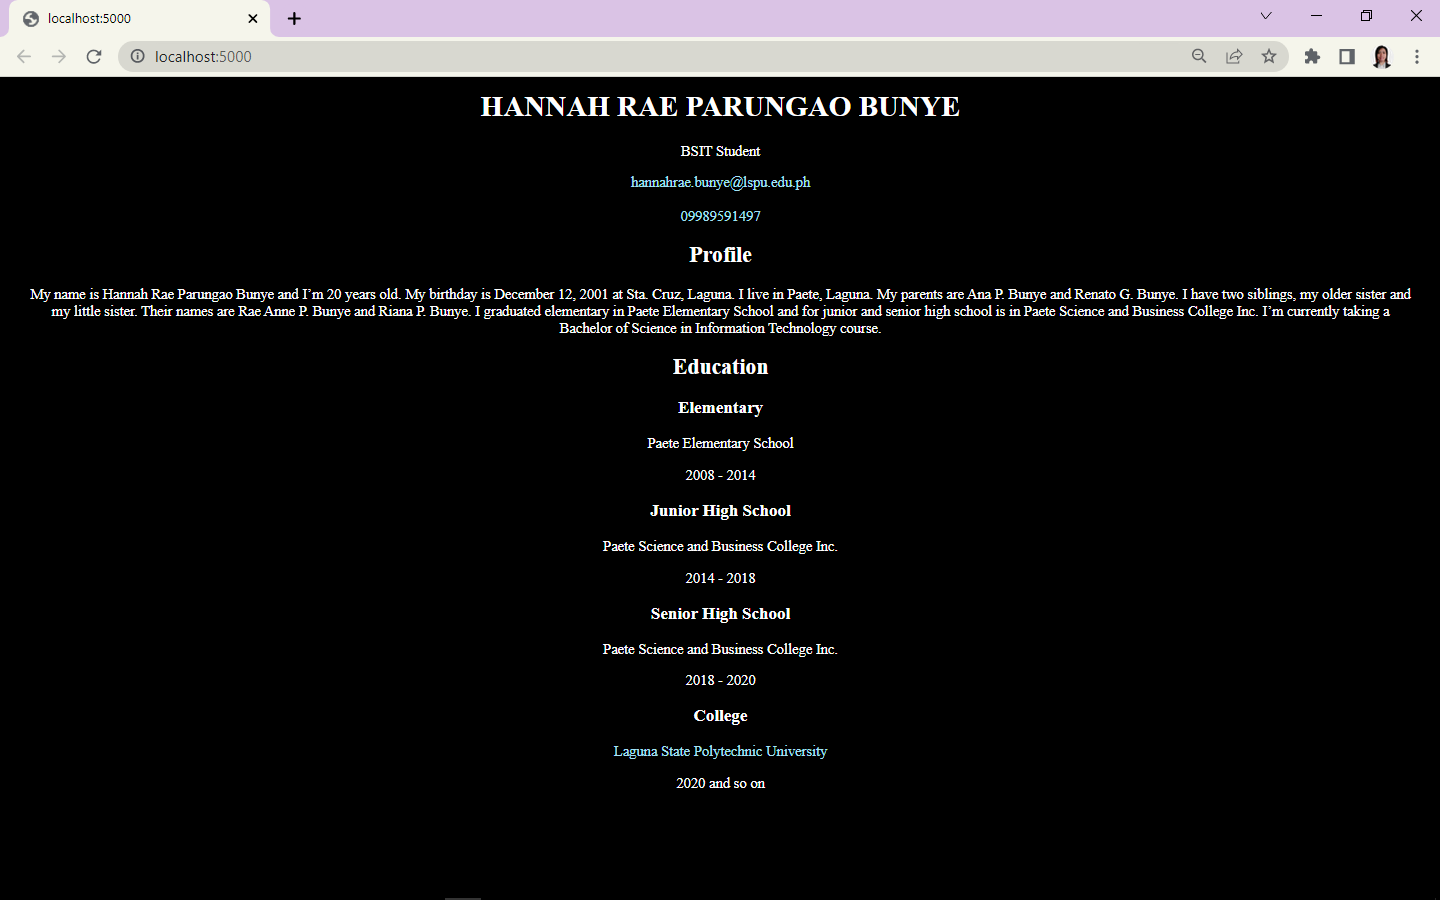 localhost:5000
localhost:5000
HANNAH RAE PARUNGAO BUNYE
BSIT Student
hannahrae.bunye@lspu.edu.ph
09989591497
Profile
My name is Hannah Rae Parungao Bunye and I’m 20 years old. My birthday is December 12, 2001 at Sta. Cruz, Laguna. I live in Paete, Laguna. My parents are Ana P. Bunye and Renato G. Bunye. I have two siblings, my older sister and
my little sister. Their names are Rae Anne P. Bunye and Riana P. Bunye. I graduated elementary in Paete Elementary School and for junior and senior high school is in Paete Science and Business College Inc. I’m currently taking a
Bachelor of Science in Information Technology course.
Education
Elementary
Paete Elementary School
2008 - 2014
Junior High School
Paete Science and Business College Inc.
2014 - 2018
Senior High School
Paete Science and Business College Inc.
2018 - 2020
College
Laguna State Polytechnic University
2020 and so on